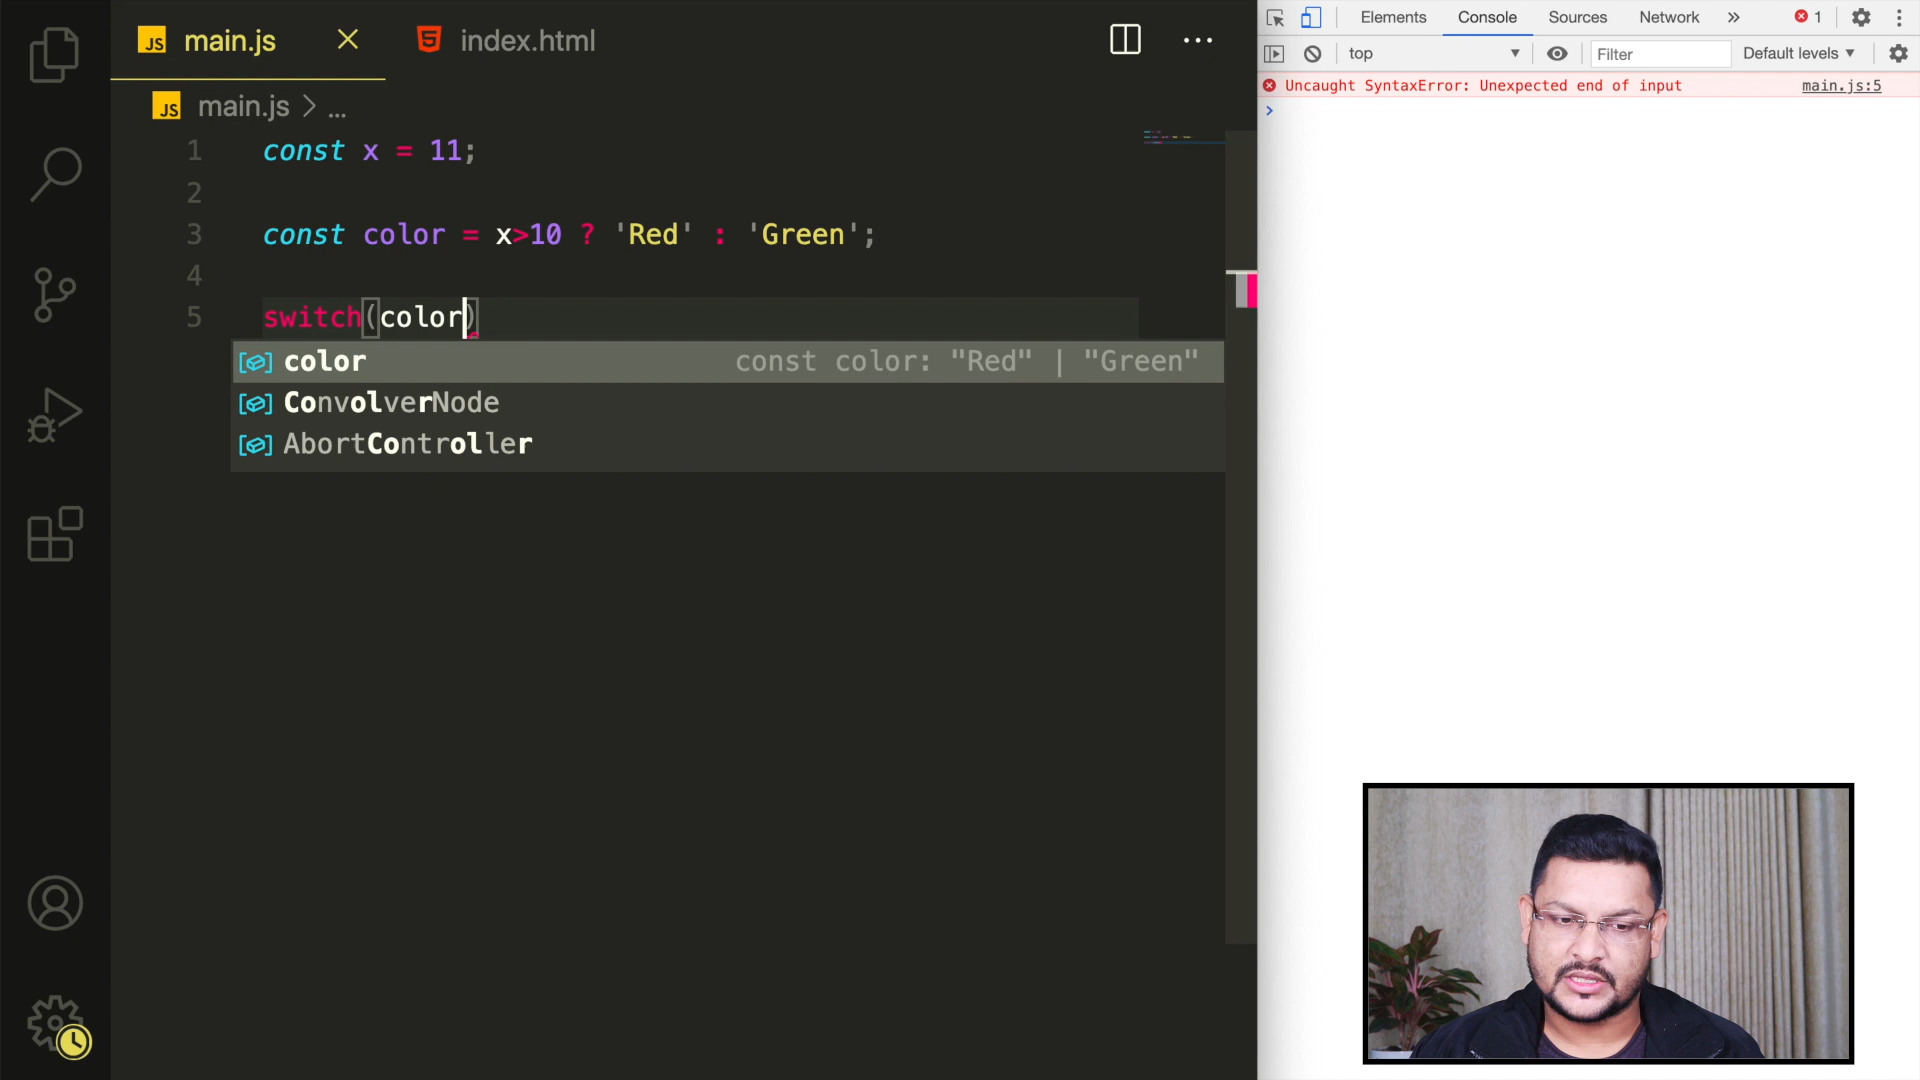 JS main.js
index.html
JS main.js > ...
1 const x = 11;
2
3 const color = x>10 ? 'Red' : 'Green';
4
5 switch(color)
color const color: "Red" | "Green"
ConvolverNode
AbortController
Elements Console Sources Network » 1
top Filter Default levels
Uncaught SyntaxError: Unexpected end of input main.js:5